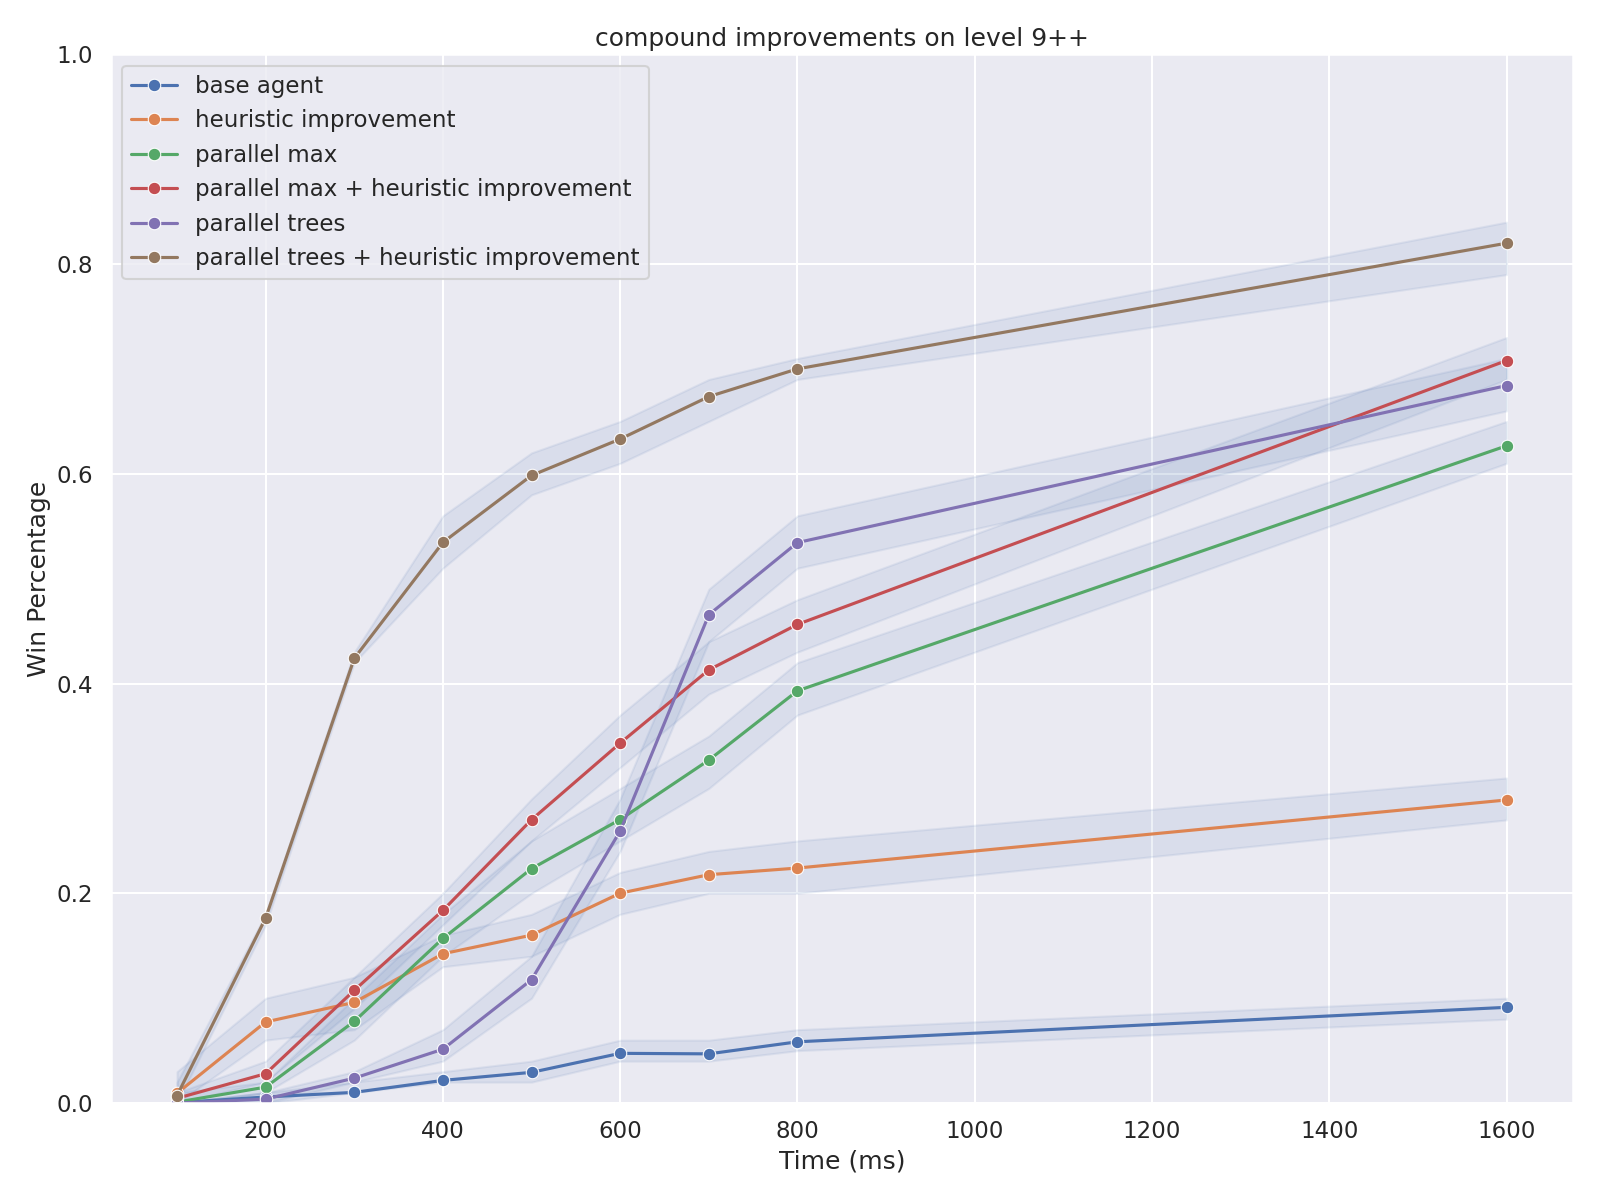 compound improvements on level 9++
base agent
heuristic improvement
parallel max
parallel max + heuristic improvement
parallel trees
parallel trees + heuristic improvement
Win Percentage
1.0
0.8
0.6
0.4
0.2
0.0
200 400 600 800 1000 1200 1400 1600
Time (ms)